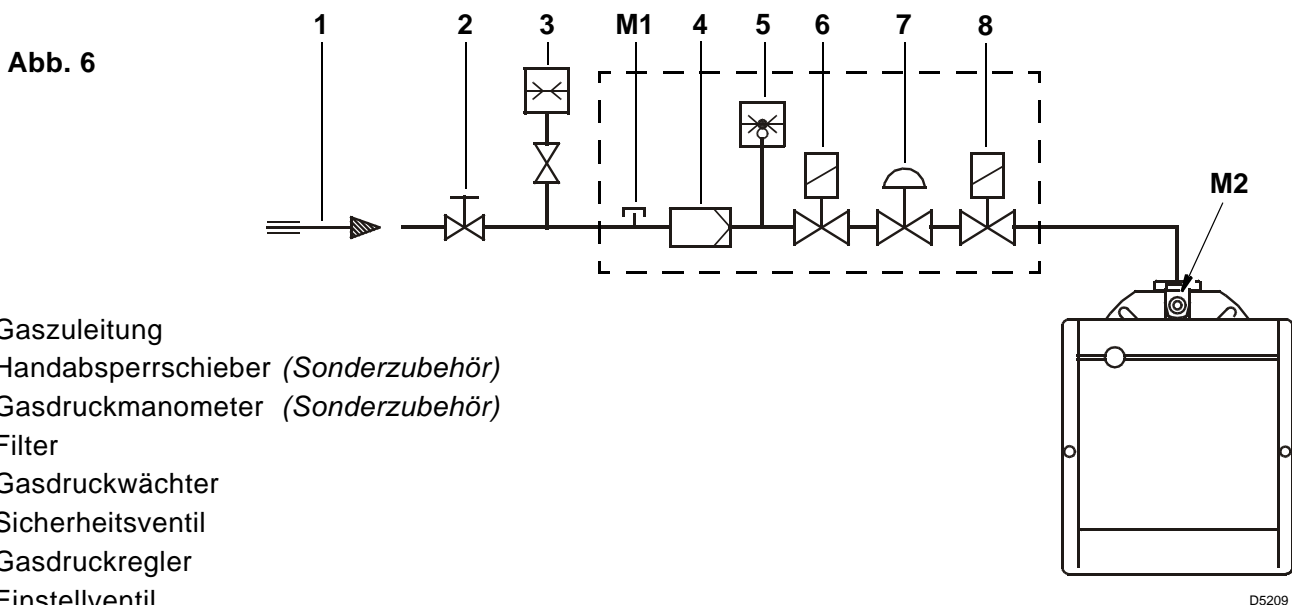 1 2 3 M1 4 5 6 7 8
Abb. 6
M2
Gaszuleitung
Handabsperrschieber (Sonderzubehör)
Gasdruckmanometer (Sonderzubehör)
Filter
Gasdruckwächter
Sicherheitsventil
Gasdruckregler
Einstellventil
D5209